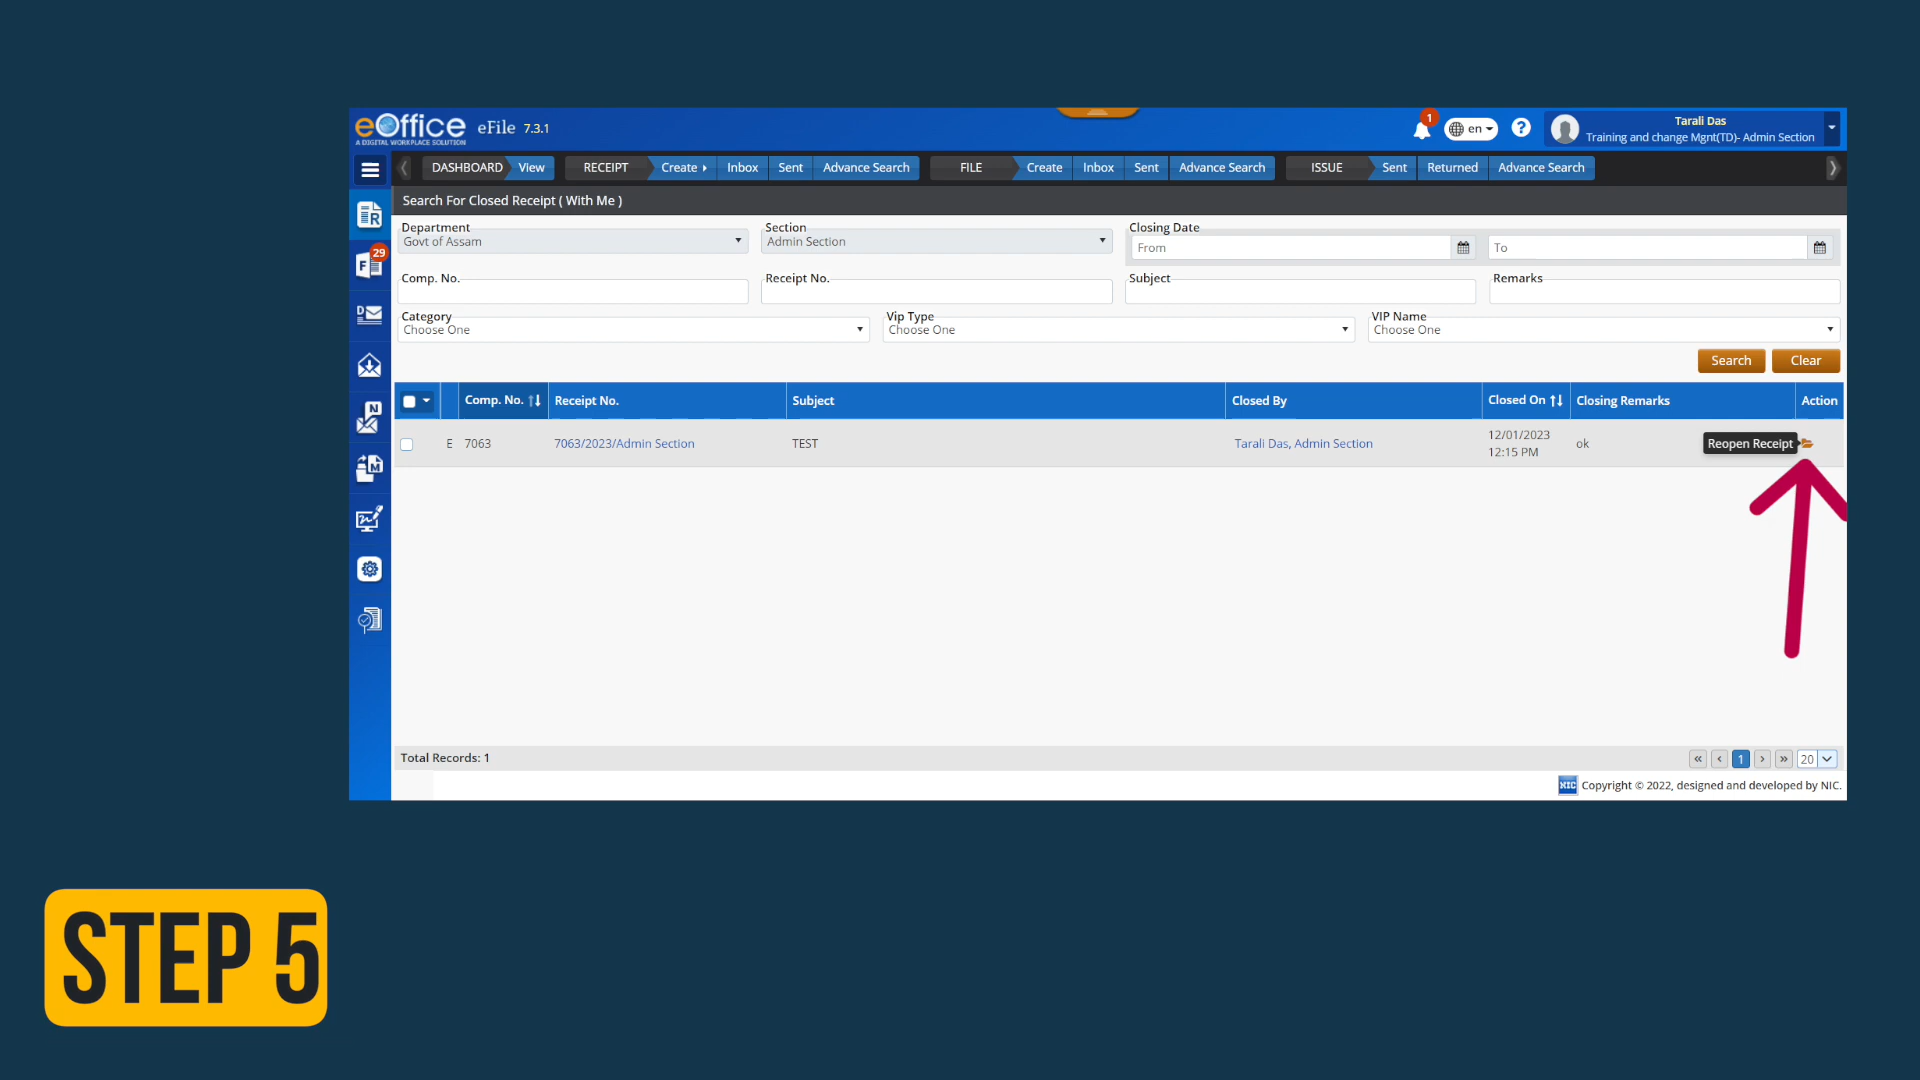 eOffice eFile 7.3.1
A DIGITAL WORKPLACE SOLUTION
1
en
?
Tarali Das
Training and change Mgnt(TD)- Admin Section
DASHBOARD View RECEIPT Create Inbox Sent Advance Search FILE Create Inbox Sent Advance Search ISSUE Sent Returned Advance Search
Search For Closed Receipt ( With Me )
R
29
F
D
N
M
Department
Govt of Assam
Section
Admin Section
Closing Date
From
To
Comp. No.
Receipt No.
Subject
Remarks
Category
Choose One
Vip Type
Choose One
VIP Name
Choose One
Search Clear
Comp. No. Receipt No. Subject Closed By Closed On Closing Remarks Action
E 7063 7063/2023/Admin Section TEST Tarali Das, Admin Section 12/01/2023 ok Reopen Receipt
12:15 PM
Total Records: 1
« ‹ 1 › » 20
NIC Copyright © 2022, designed and developed by NIC.
STEP 5